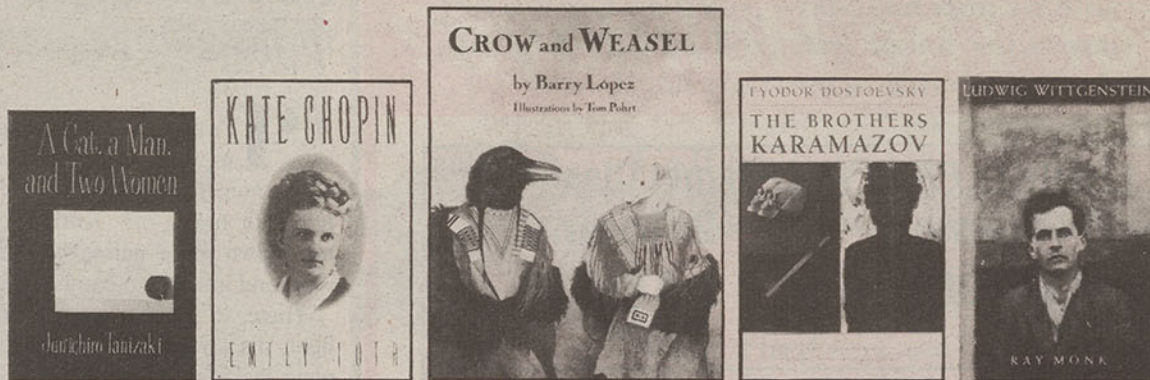 A Cat, a Man,
and Two Women
Junichiro Tanizaki
KATE CHOPIN
EMILY TOTH
CROW and WEASEL
by Barry Lopez
Illustrations by Tom Pohrt
FYODOR DOSTOEVSKY
THE BROTHERS
KARAMAZOV
LUDWIG WITTGENSTEIN
RAY MONK